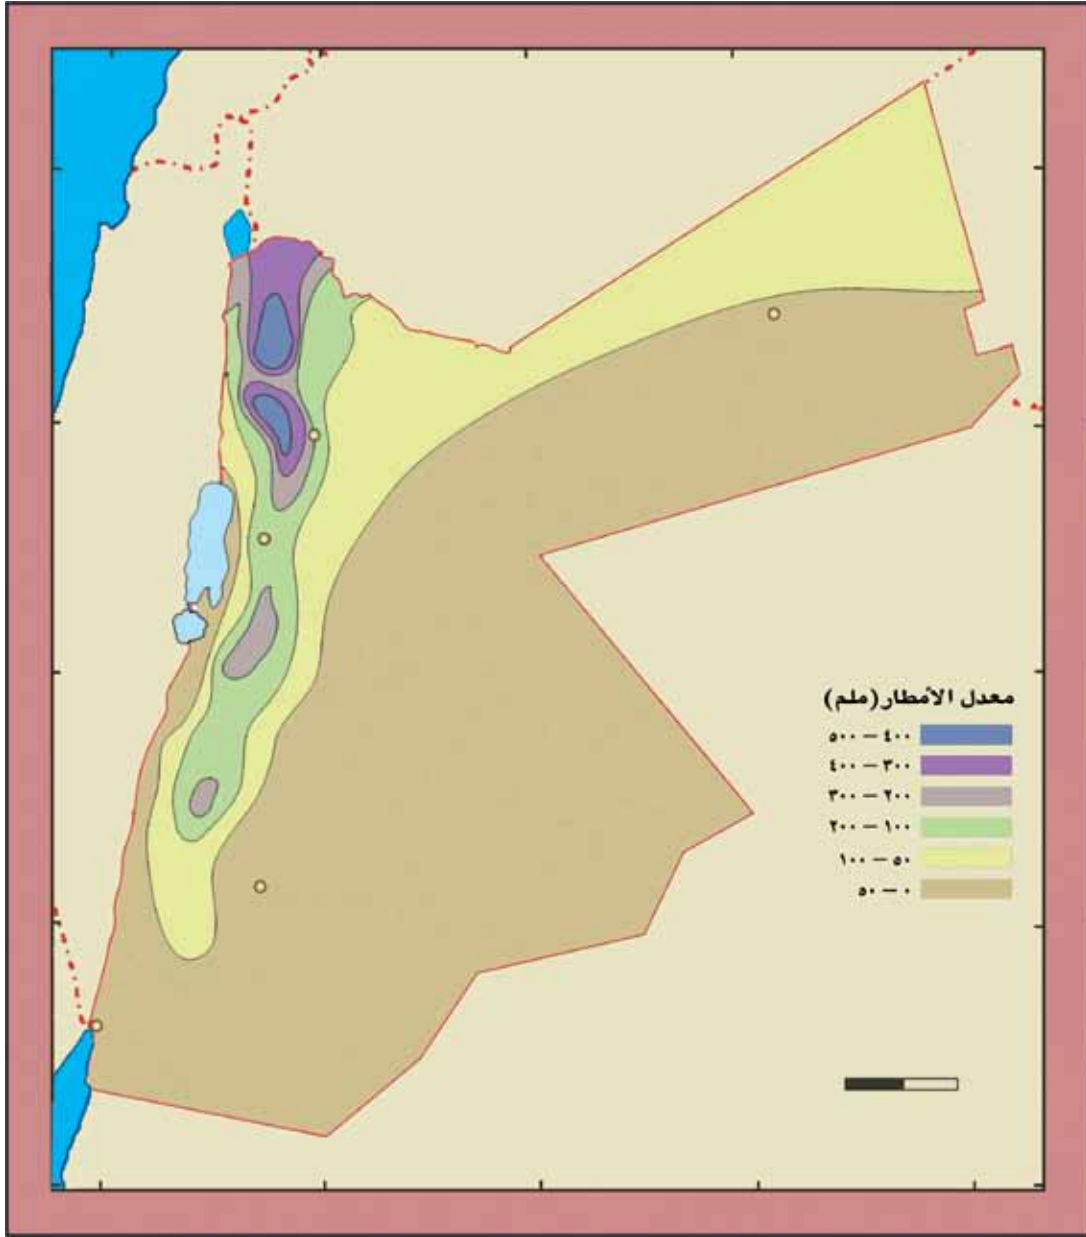 معدل الأمطار (ملم)
٤٠٠ — ٥٠٠
٣٠٠ — ٤٠٠
٢٠٠ — ٣٠٠
١٠٠ — ٢٠٠
٥٠ — ١٠٠
٠ — ٥٠